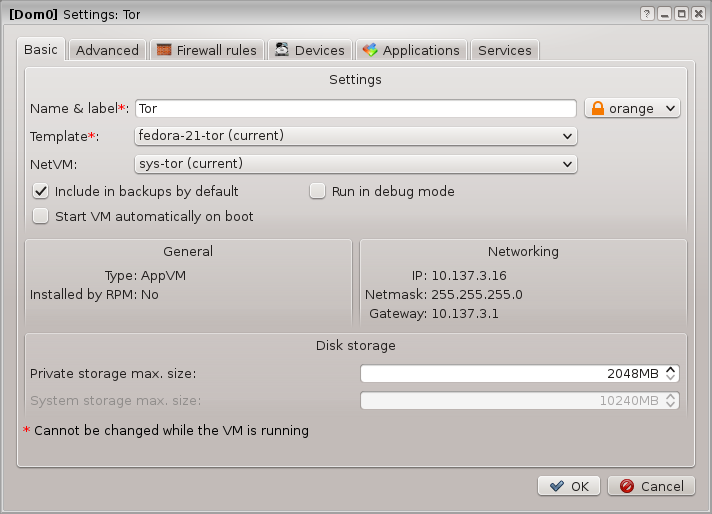 [Dom0] Settings: Tor
?
Basic Advanced Firewall rules Devices Applications Services
Settings
Name & label*: Tor orange
Template*: fedora-21-tor (current)
NetVM: sys-tor (current)
Include in backups by default Run in debug mode
Start VM automatically on boot
General
Type: AppVM
Installed by RPM: No
Networking
IP: 10.137.3.16
Netmask: 255.255.255.0
Gateway: 10.137.3.1
Disk storage
Private storage max. size: 2048MB
System storage max. size: 10240MB
* Cannot be changed while the VM is running
OK Cancel